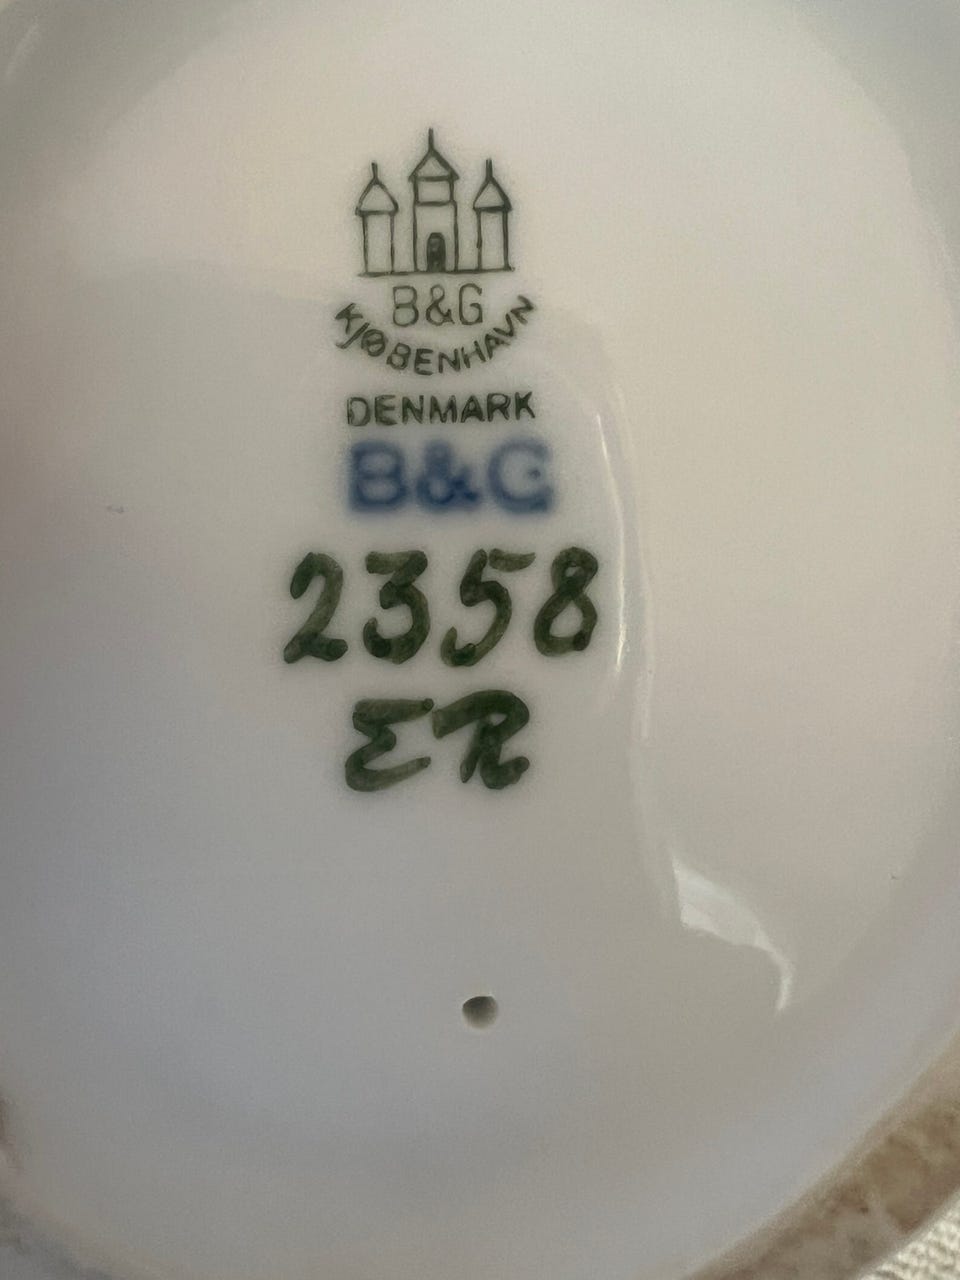 B&G
KJØBENHAVN
DENMARK
B&G
2358
ER